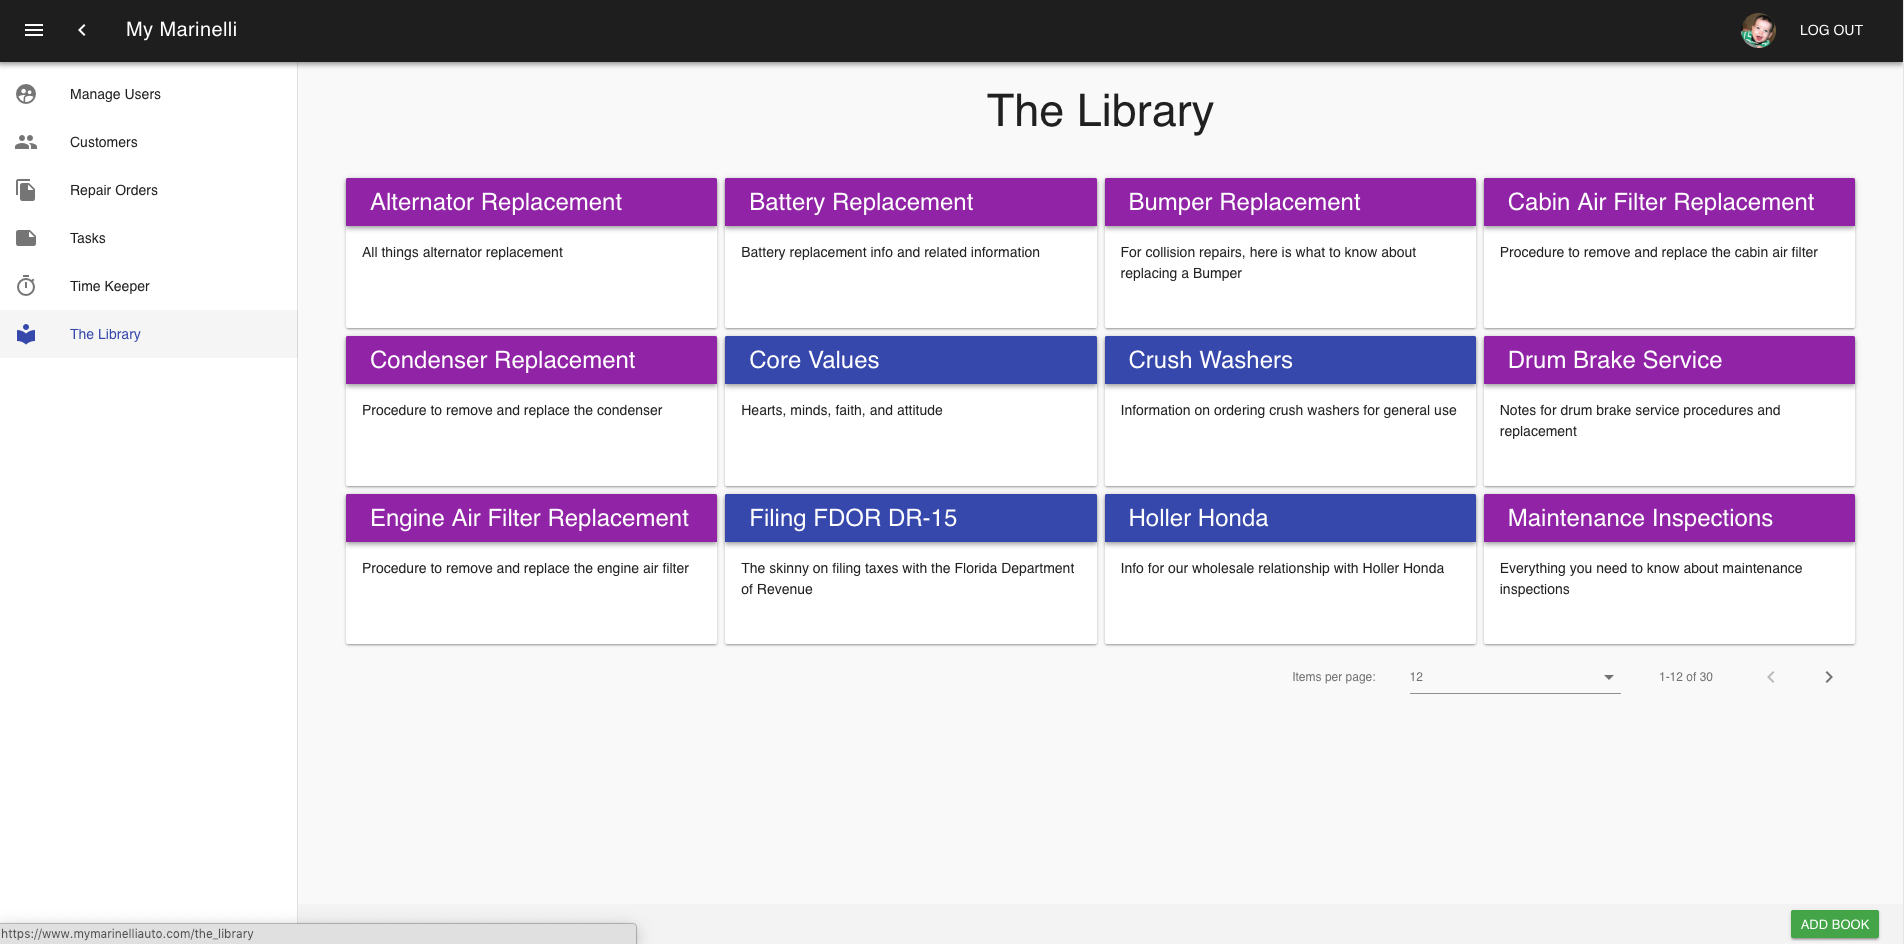 My Marinelli
LOG OUT
Manage Users
Customers
Repair Orders
Tasks
Time Keeper
The Library
The Library
Alternator Replacement
All things alternator replacement
Battery Replacement
Battery replacement info and related information
Bumper Replacement
For collision repairs, here is what to know about
replacing a Bumper
Cabin Air Filter Replacement
Procedure to remove and replace the cabin air filter
Condenser Replacement
Procedure to remove and replace the condenser
Core Values
Hearts, minds, faith, and attitude
Crush Washers
Information on ordering crush washers for general use
Drum Brake Service
Notes for drum brake service procedures and
replacement
Engine Air Filter Replacement
Procedure to remove and replace the engine air filter
Filing FDOR DR-15
The skinny on filing taxes with the Florida Department
of Revenue
Holler Honda
Info for our wholesale relationship with Holler Honda
Maintenance Inspections
Everything you need to know about maintenance
inspections
Items per page:
12
1-12 of 30
ADD BOOK
https://www.mymarinelliauto.com/the_library